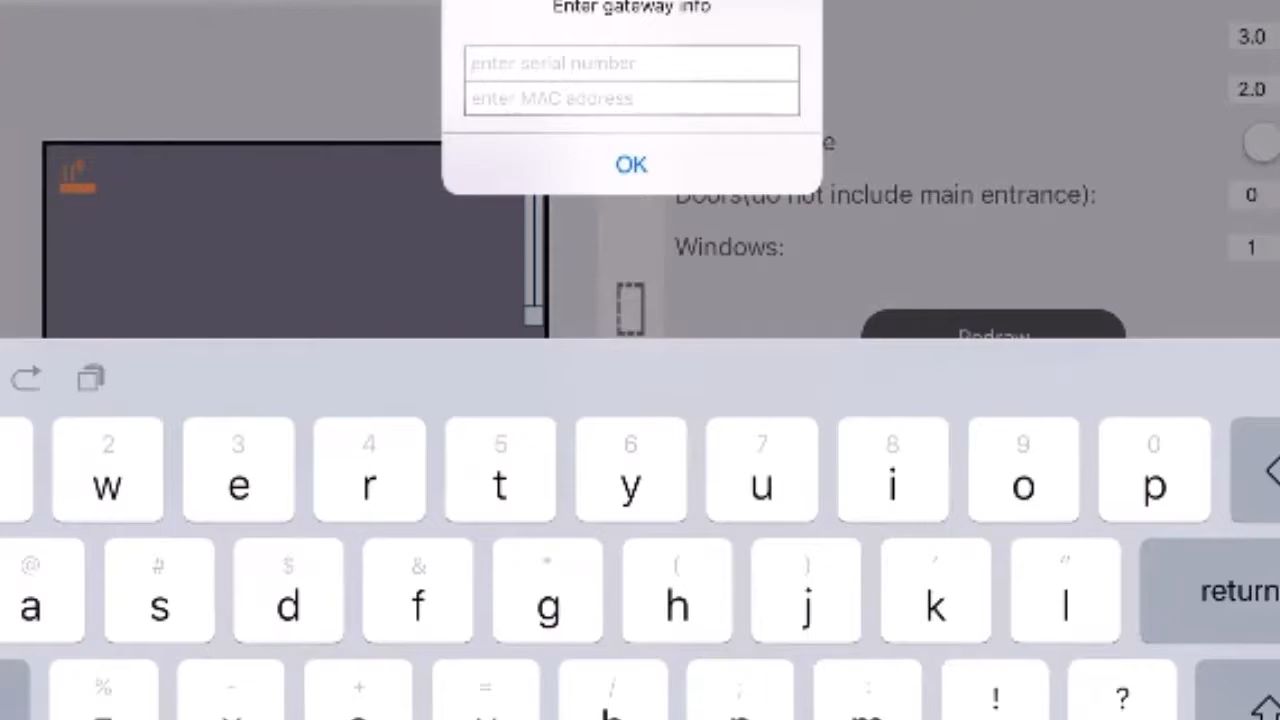 Enter gateway info
3.0
enter serial number
2.0
enter MAC address
e
OK
Doors(do not include main entrance):
0
Windows:
1
Redraw
2 3 4 5 6 7 8 9 0
w e r t y u i o p
@ # $ & * ( ) ' "
a s d f g h j k l
return
% - + = / ; : ! ?